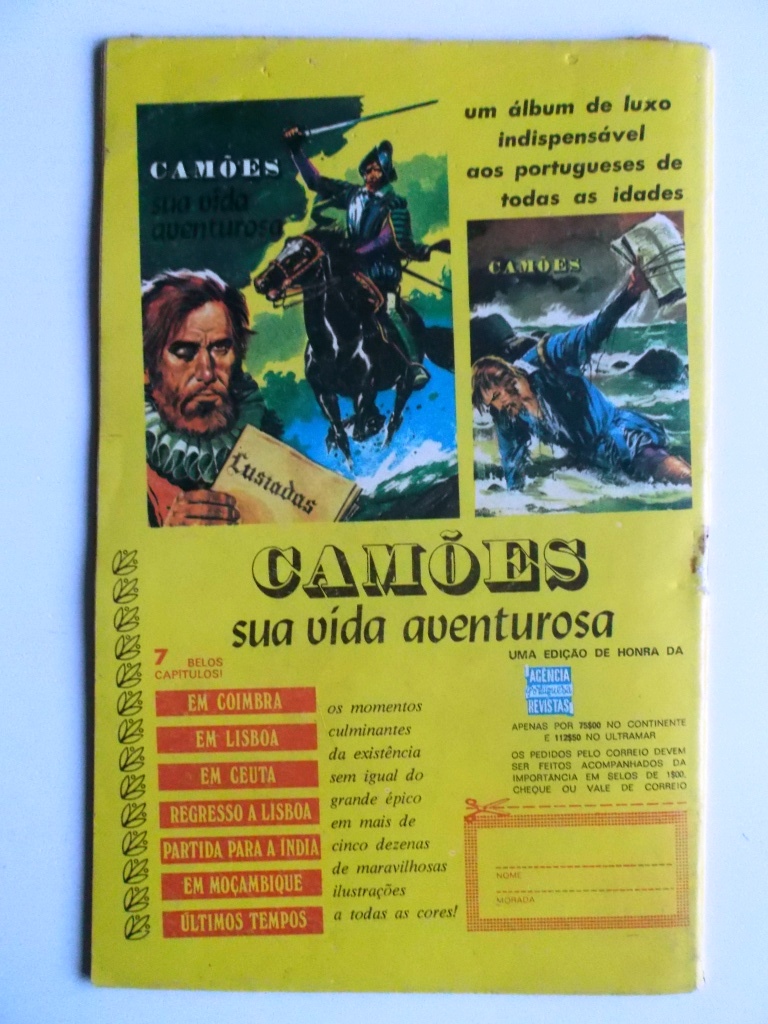 um álbum de luxo
indispensável
aos portugueses de
todas as idades
CAMÕES
sua vida
aventurosa
Lusiadas
CAMÕES
CAMÕES
sua vida aventurosa
7 BELOS
CAPITULOS!
EM COIMBRA
EM LISBOA
EM CEUTA
REGRESSO A LISBOA
PARTIDA PARA A ÍNDIA
EM MOÇAMBIQUE
ÚLTIMOS TEMPOS
os momentos
culminantes
da existência
sem igual do
grande épico
em mais de
cinco dezenas
de maravilhosas
ilustrações
a todas as cores!
UMA EDIÇÃO DE HONRA DA
AGÊNCIA
Portuguesa
REVISTAS
APENAS POR 75$00 NO CONTINENTE
E 112$50 NO ULTRAMAR
OS PEDIDOS PELO CORREIO DEVEM
SER FEITOS ACOMPANHADOS DA
IMPORTÂNCIA EM SELOS DE 1$00,
CHEQUE OU VALE DE CORREIO
NOME
MORADA